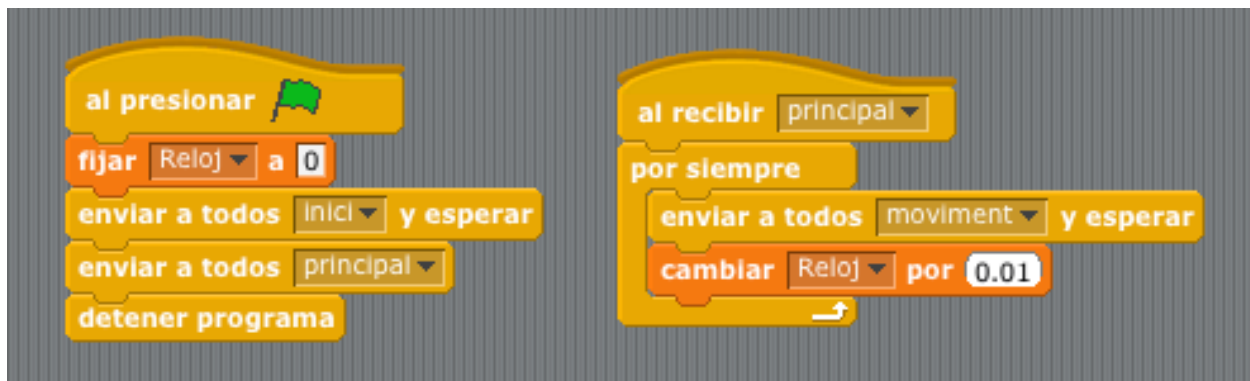 al presionar
fijar Reloj a 0
enviar a todos inici y esperar
enviar a todos principal
detener programa
al recibir principal
por siempre
enviar a todos moviment y esperar
cambiar Reloj por 0.01